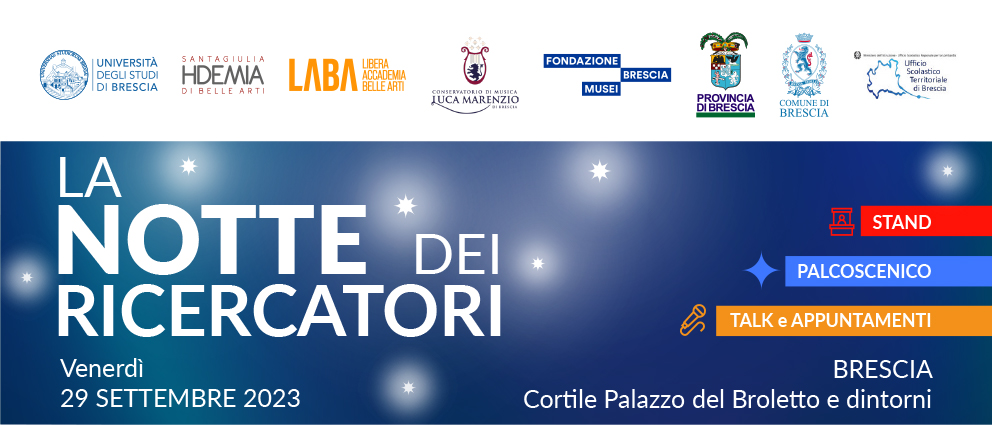 UNIVERSITÀ
DEGLI STUDI
DI BRESCIA
SANTAGIULIA
HDEMIA
DI BELLE ARTI
LABA
LIBERA
ACCADEMIA
BELLE ARTI
CONSERVATORIO DI MUSICA
LUCA MARENZIO
DI BRESCIA
FONDAZIONE
BRESCIA
MUSEI
PROVINCIA
DI BRESCIA
COMUNE DI
BRESCIA
Ufficio
Scolastico
Territoriale
di Brescia
LA
NOTTE DEI
RICERCATORI
Venerdì
29 SETTEMBRE 2023
STAND
PALCOSCENICO
TALK e APPUNTAMENTI
BRESCIA
Cortile Palazzo del Broletto e dintorni